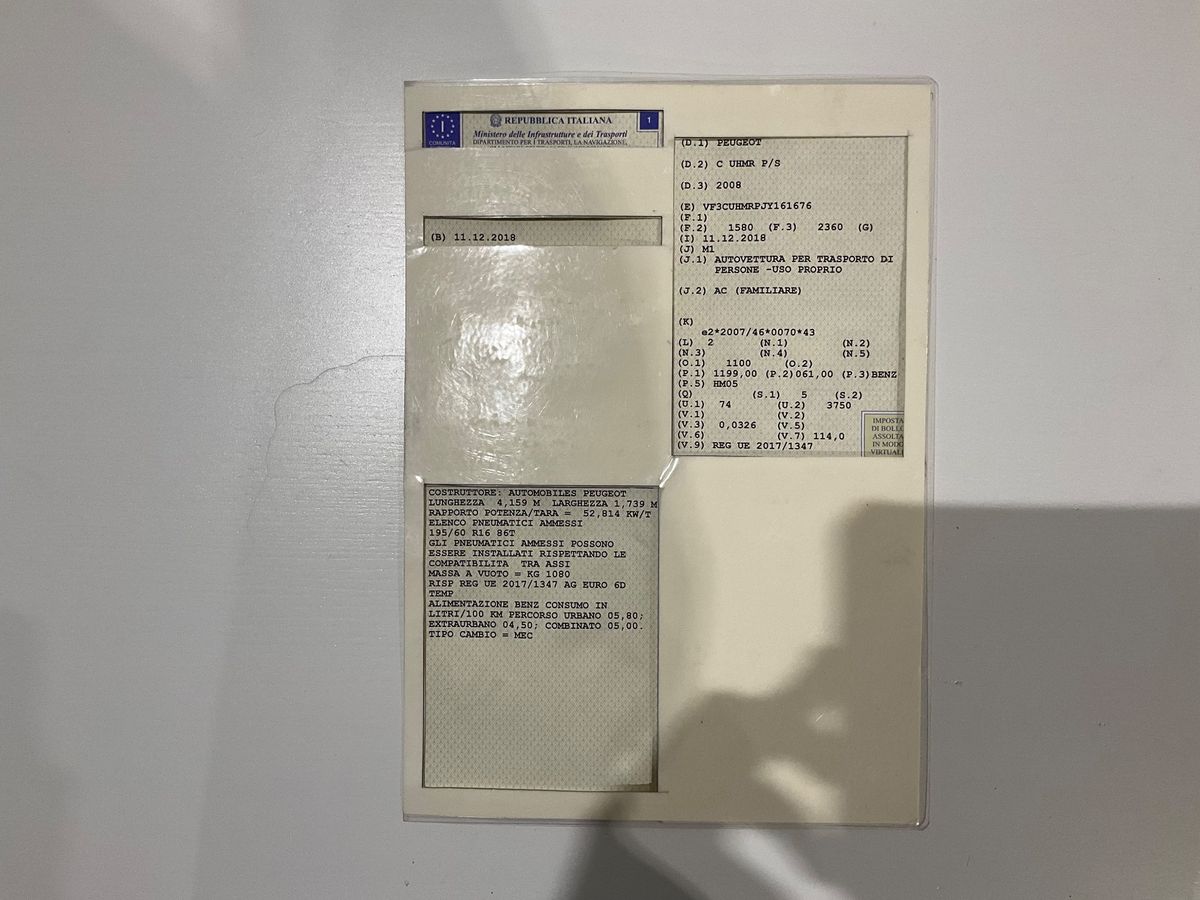 I
COMUNITÀ
REPUBBLICA ITALIANA
1
Ministero delle Infrastrutture e dei Trasporti
DIPARTIMENTO PER I TRASPORTI, LA NAVIGAZIONE,
(B) 11.12.2018
COSTRUTTORE: AUTOMOBILES PEUGEOT
LUNGHEZZA 4,159 M LARGHEZZA 1,739 M
RAPPORTO POTENZA/TARA = 52,814 KW/T
ELENCO PNEUMATICI AMMESSI
195/60 R16 86T
GLI PNEUMATICI AMMESSI POSSONO
ESSERE INSTALLATI RISPETTANDO LE
COMPATIBILITA TRA ASSI
MASSA A VUOTO = KG 1080
RISP REG UE 2017/1347 AG EURO 6D
TEMP
ALIMENTAZIONE BENZ CONSUMO IN
LITRI/100 KM PERCORSO URBANO 05,80;
EXTRAURBANO 04,50; COMBINATO 05,00.
TIPO CAMBIO = MEC
(D.1) PEUGEOT
(D.2) C UHMR P/S
(D.3) 2008
(E) VF3CUHMRPJY161676
(F.1)
(F.2) 1580 (F.3) 2360 (G)
(I) 11.12.2018
(J) M1
(J.1) AUTOVETTURA PER TRASPORTO DI
PERSONE -USO PROPRIO
(J.2) AC (FAMILIARE)
(K)
e2*2007/46*0070*43
(L) 2 (N.1) (N.2)
(N.3) (N.4) (N.5)
(O.1) 1100 (O.2)
(P.1) 1199,00 (P.2)061,00 (P.3)BENZ
(P.5) HM05
(Q) (S.1) 5 (S.2)
(U.1) 74 (U.2) 3750
(V.1) (V.2)
(V.3) 0,0326 (V.5)
(V.6) (V.7) 114,0
(V.9) REG UE 2017/1347
IMPOSTA
DI BOLLO
ASSOLTA
IN MODO
VIRTUALE